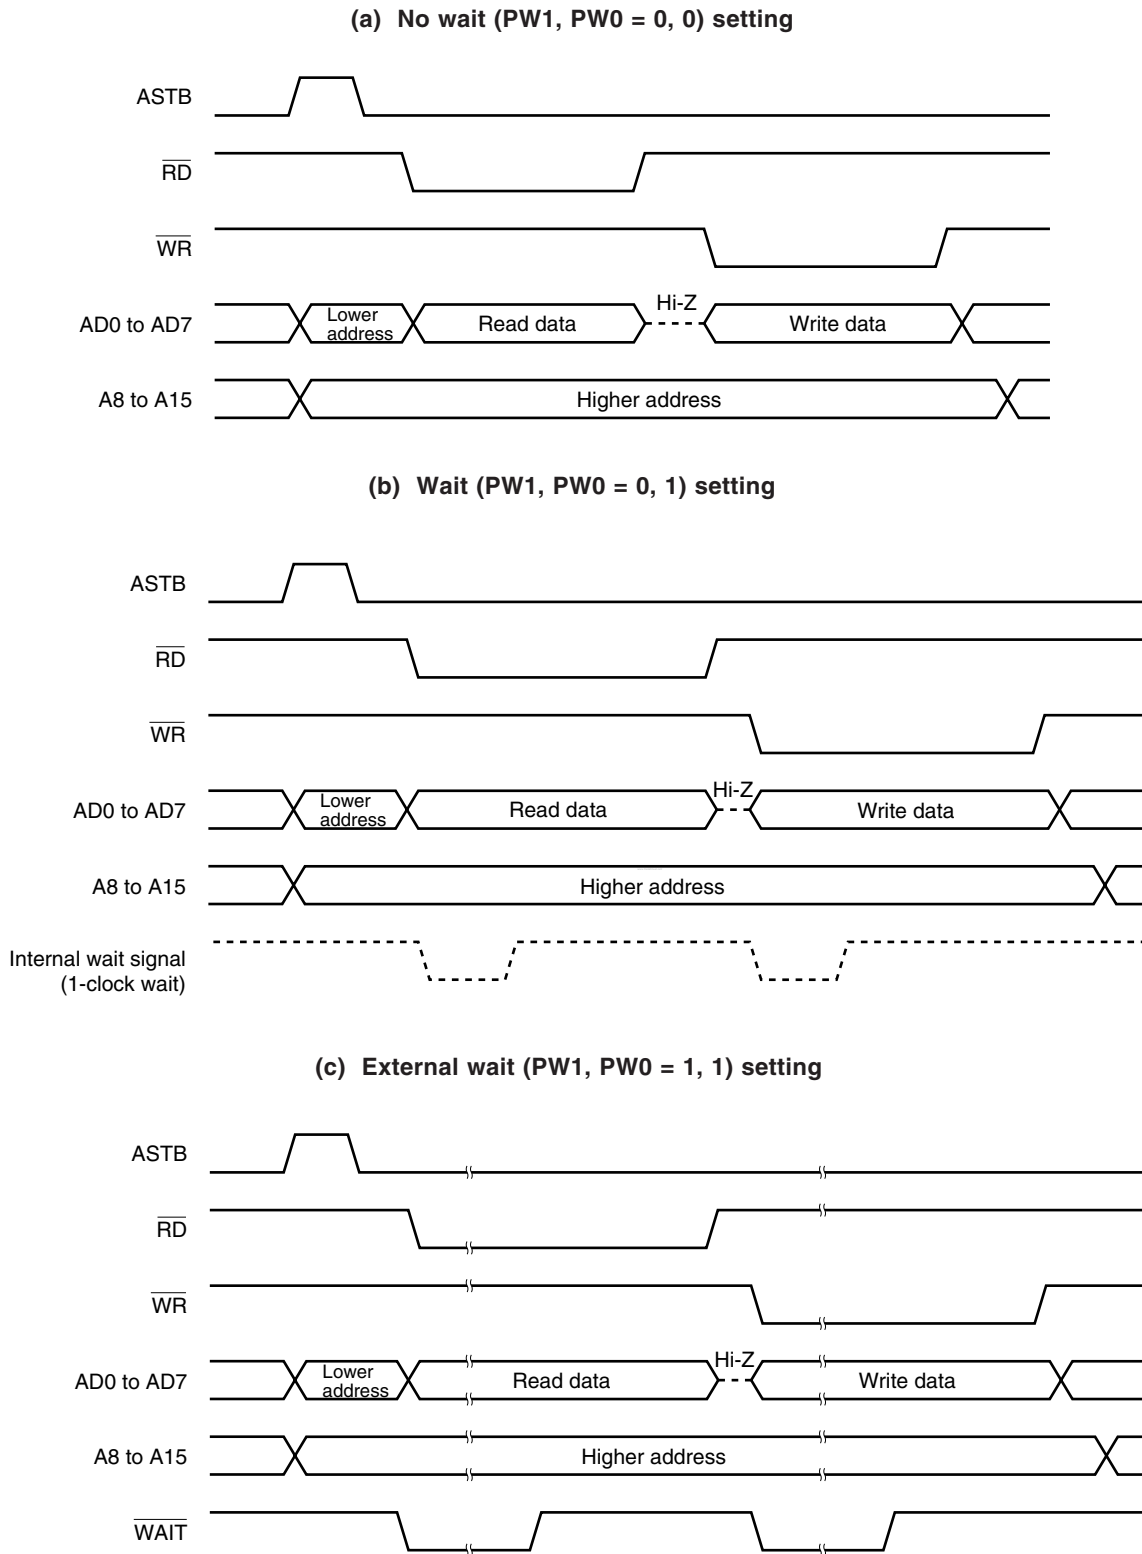 (a) No wait (PW1, PW0 = 0, 0) setting
ASTB
RD
WR
AD0 to AD7
Lower
address
Read data
Hi-Z
Write data
A8 to A15
Higher address
(b) Wait (PW1, PW0 = 0, 1) setting
ASTB
RD
WR
AD0 to AD7
Lower
address
Read data
Hi-Z
Write data
A8 to A15
Higher address
Internal wait signal
(1-clock wait)
(c) External wait (PW1, PW0 = 1, 1) setting
ASTB
RD
WR
AD0 to AD7
Lower
address
Read data
Hi-Z
Write data
A8 to A15
Higher address
WAIT